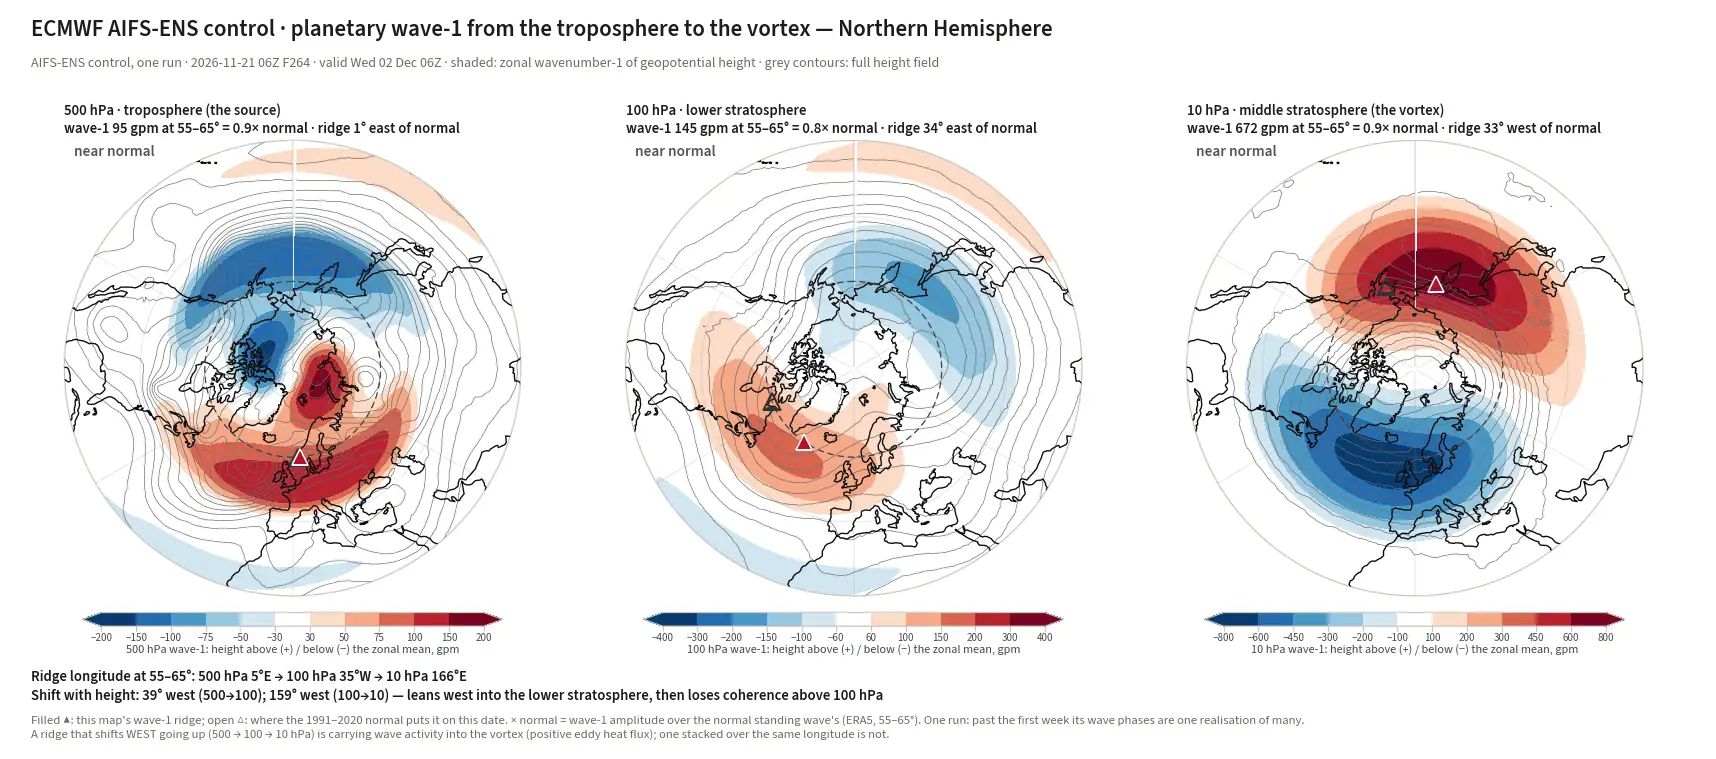 ECMWF AIFS-ENS control · planetary wave-1 from the troposphere to the vortex — Northern Hemisphere
AIFS-ENS control, one run · 2026-11-21 06Z F264 · valid Wed 02 Dec 06Z · shaded: zonal wavenumber-1 of geopotential height · grey contours: full height field
500 hPa · troposphere (the source)
wave-1 95 gpm at 55–65° = 0.9× normal · ridge 1° east of normal
near normal
100 hPa · lower stratosphere
wave-1 145 gpm at 55–65° = 0.8× normal · ridge 34° east of normal
near normal
10 hPa · middle stratosphere (the vortex)
wave-1 672 gpm at 55–65° = 0.9× normal · ridge 33° west of normal
near normal
−200 −150 −100 −75 −50 −30 30 50 75 100 150 200
500 hPa wave-1: height above (+) / below (−) the zonal mean, gpm
−400 −300 −200 −150 −100 −60 60 100 150 200 300 400
100 hPa wave-1: height above (+) / below (−) the zonal mean, gpm
−800 −600 −450 −300 −200 −100 100 200 300 450 600 800
10 hPa wave-1: height above (+) / below (−) the zonal mean, gpm
Ridge longitude at 55–65°: 500 hPa 5°E → 100 hPa 35°W → 10 hPa 166°E
Shift with height: 39° west (500→100); 159° west (100→10) — leans west into the lower stratosphere, then loses coherence above 100 hPa
Filled ▲: this map's wave-1 ridge; open △: where the 1991–2020 normal puts it on this date. × normal = wave-1 amplitude over the normal standing wave's (ERA5, 55–65°). One run: past the first week its wave phases are one realisation of many.
A ridge that shifts WEST going up (500 → 100 → 10 hPa) is carrying wave activity into the vortex (positive eddy heat flux); one stacked over the same longitude is not.